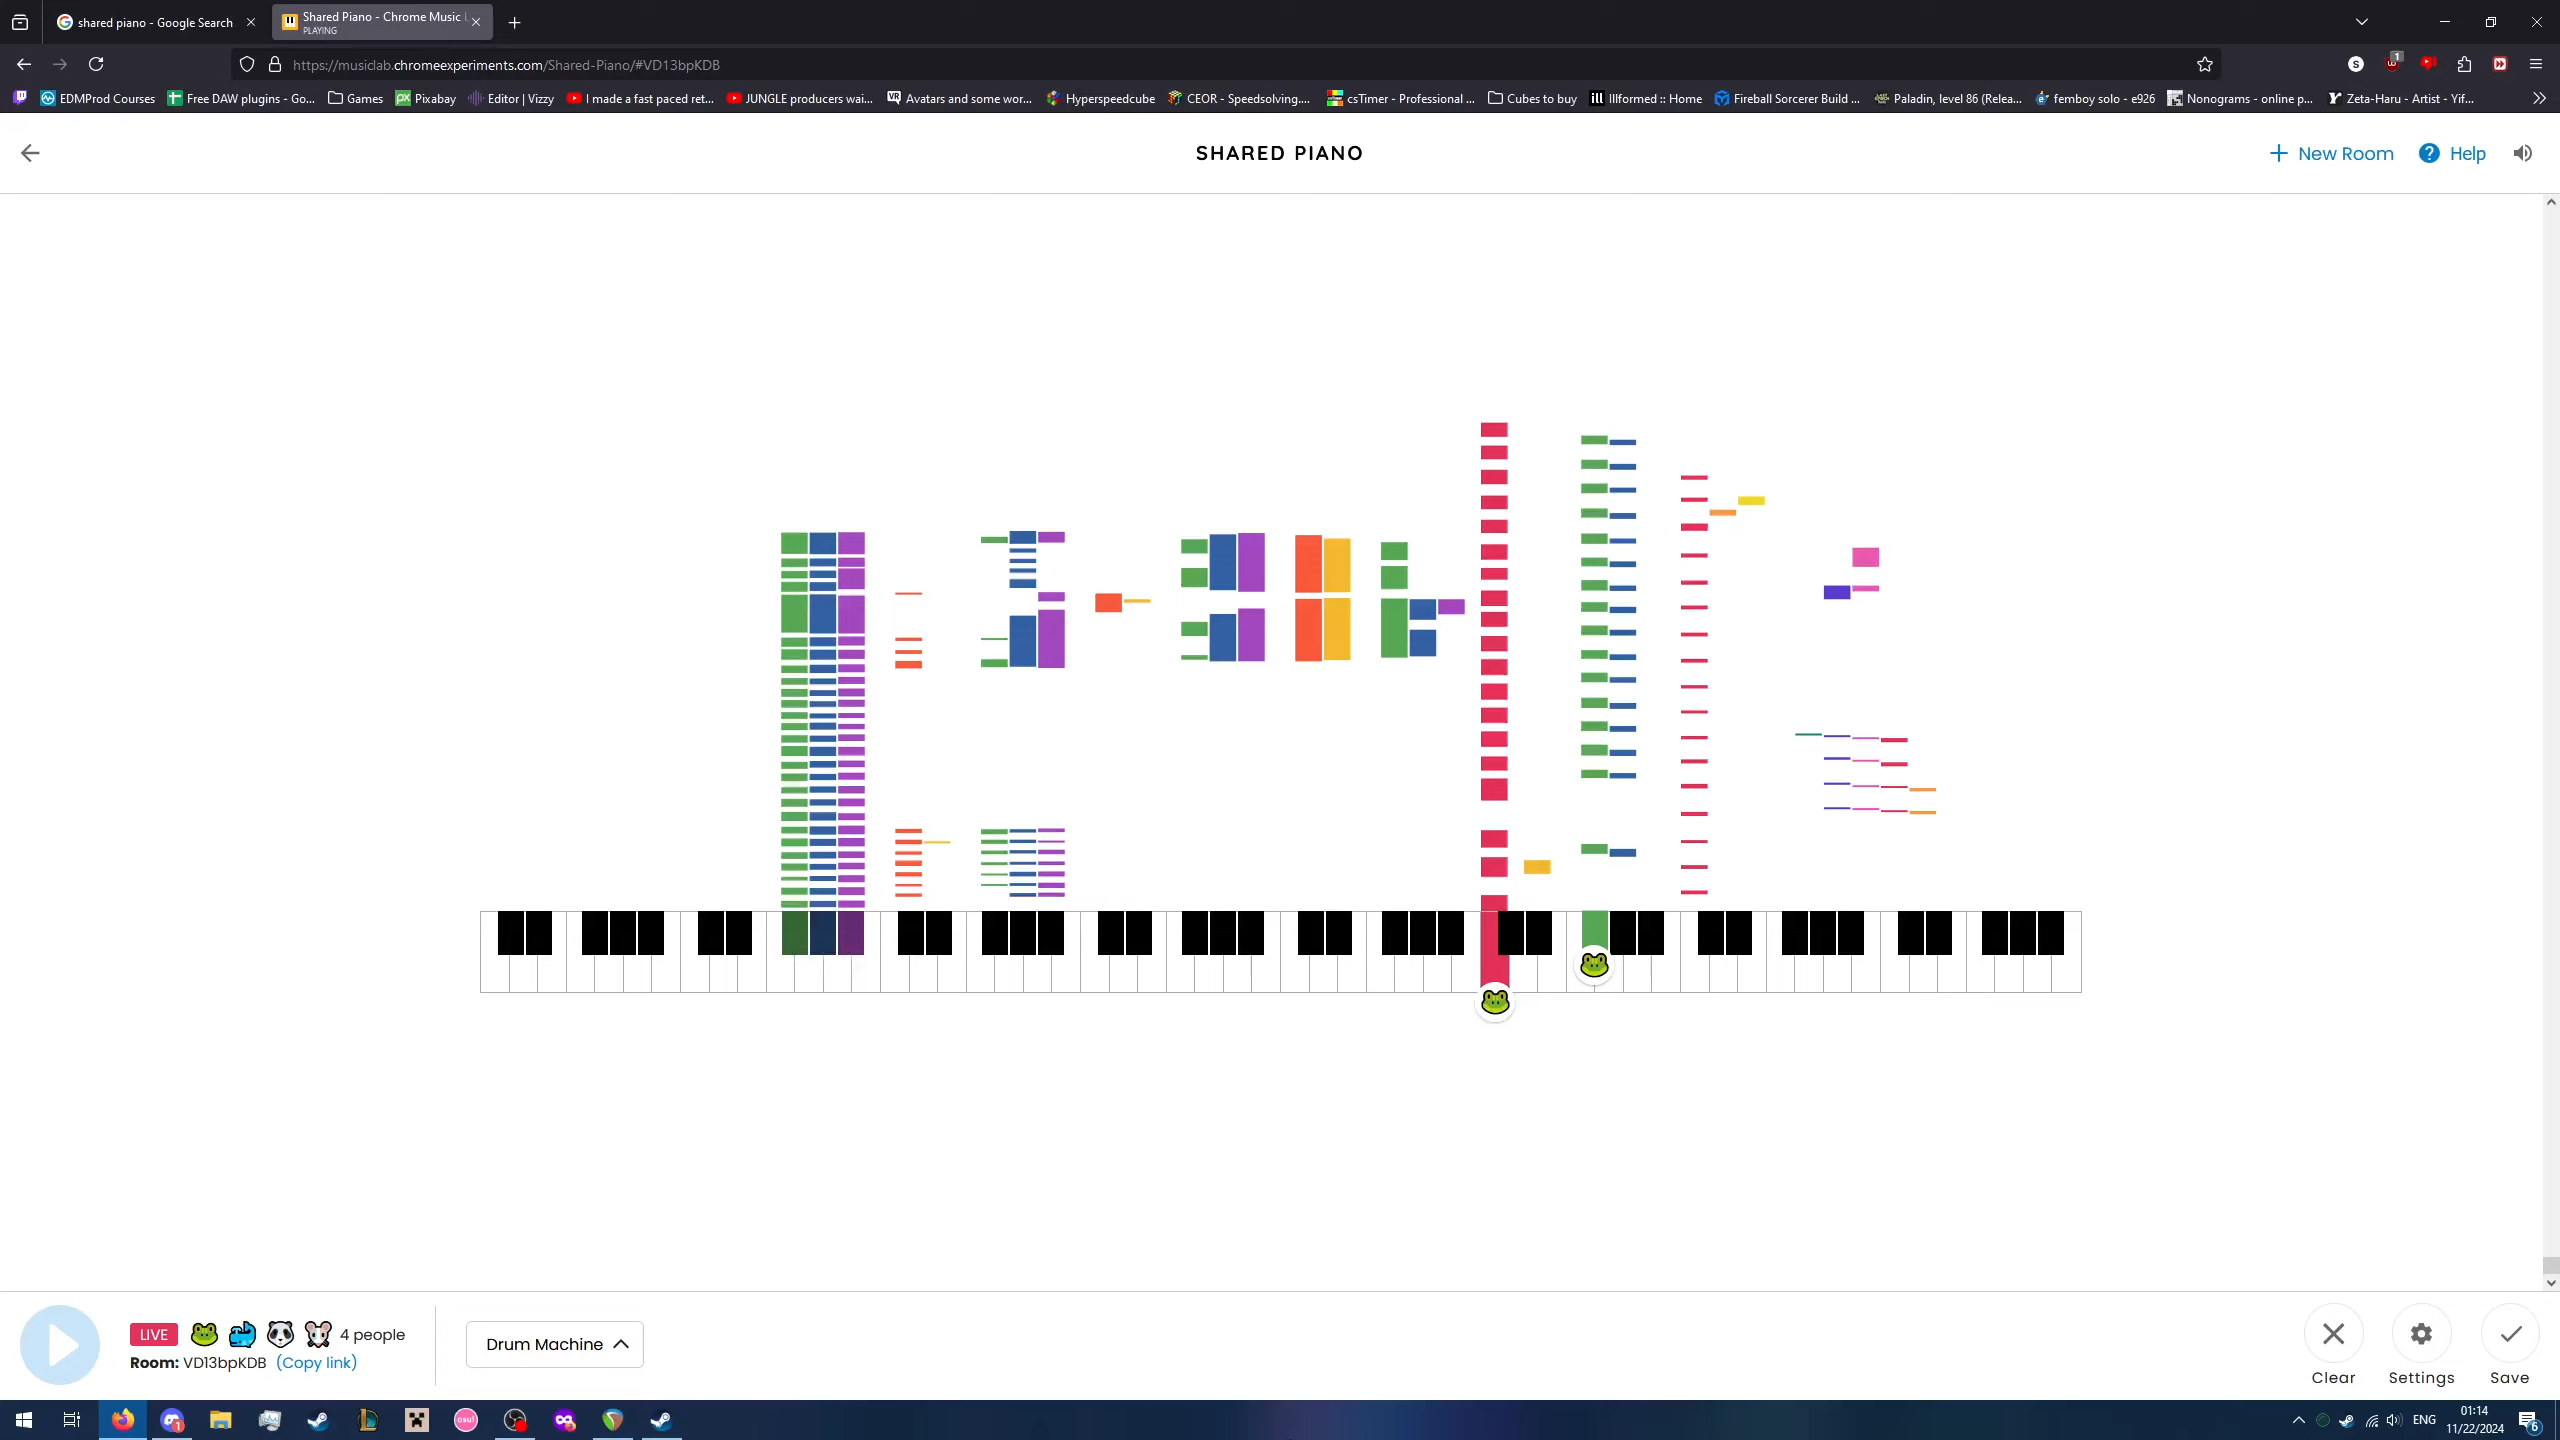 shared piano - Google Search
Shared Piano - Chrome Music L
PLAYING
https://musiclab.chromeexperiments.com/Shared-Piano/#VD13bpKDB
S
1
EDMProd Courses
Free DAW plugins - Go...
Games
Pixabay
Editor | Vizzy
I made a fast paced ret...
JUNGLE producers wai...
Avatars and some wor...
Hyperspeedcube
CEOR - Speedsolving....
csTimer - Professional ...
Cubes to buy
Illformed :: Home
Fireball Sorcerer Build ...
Paladin, level 86 (Relea...
femboy solo - e926
Nonograms - online p...
Zeta-Haru - Artist - Yif...
SHARED PIANO
New Room
Help
LIVE
4 people
Room: VD13bpKDB (Copy link)
Drum Machine
Clear
Settings
Save
osu!
ENG
01:14
11/22/2024
6